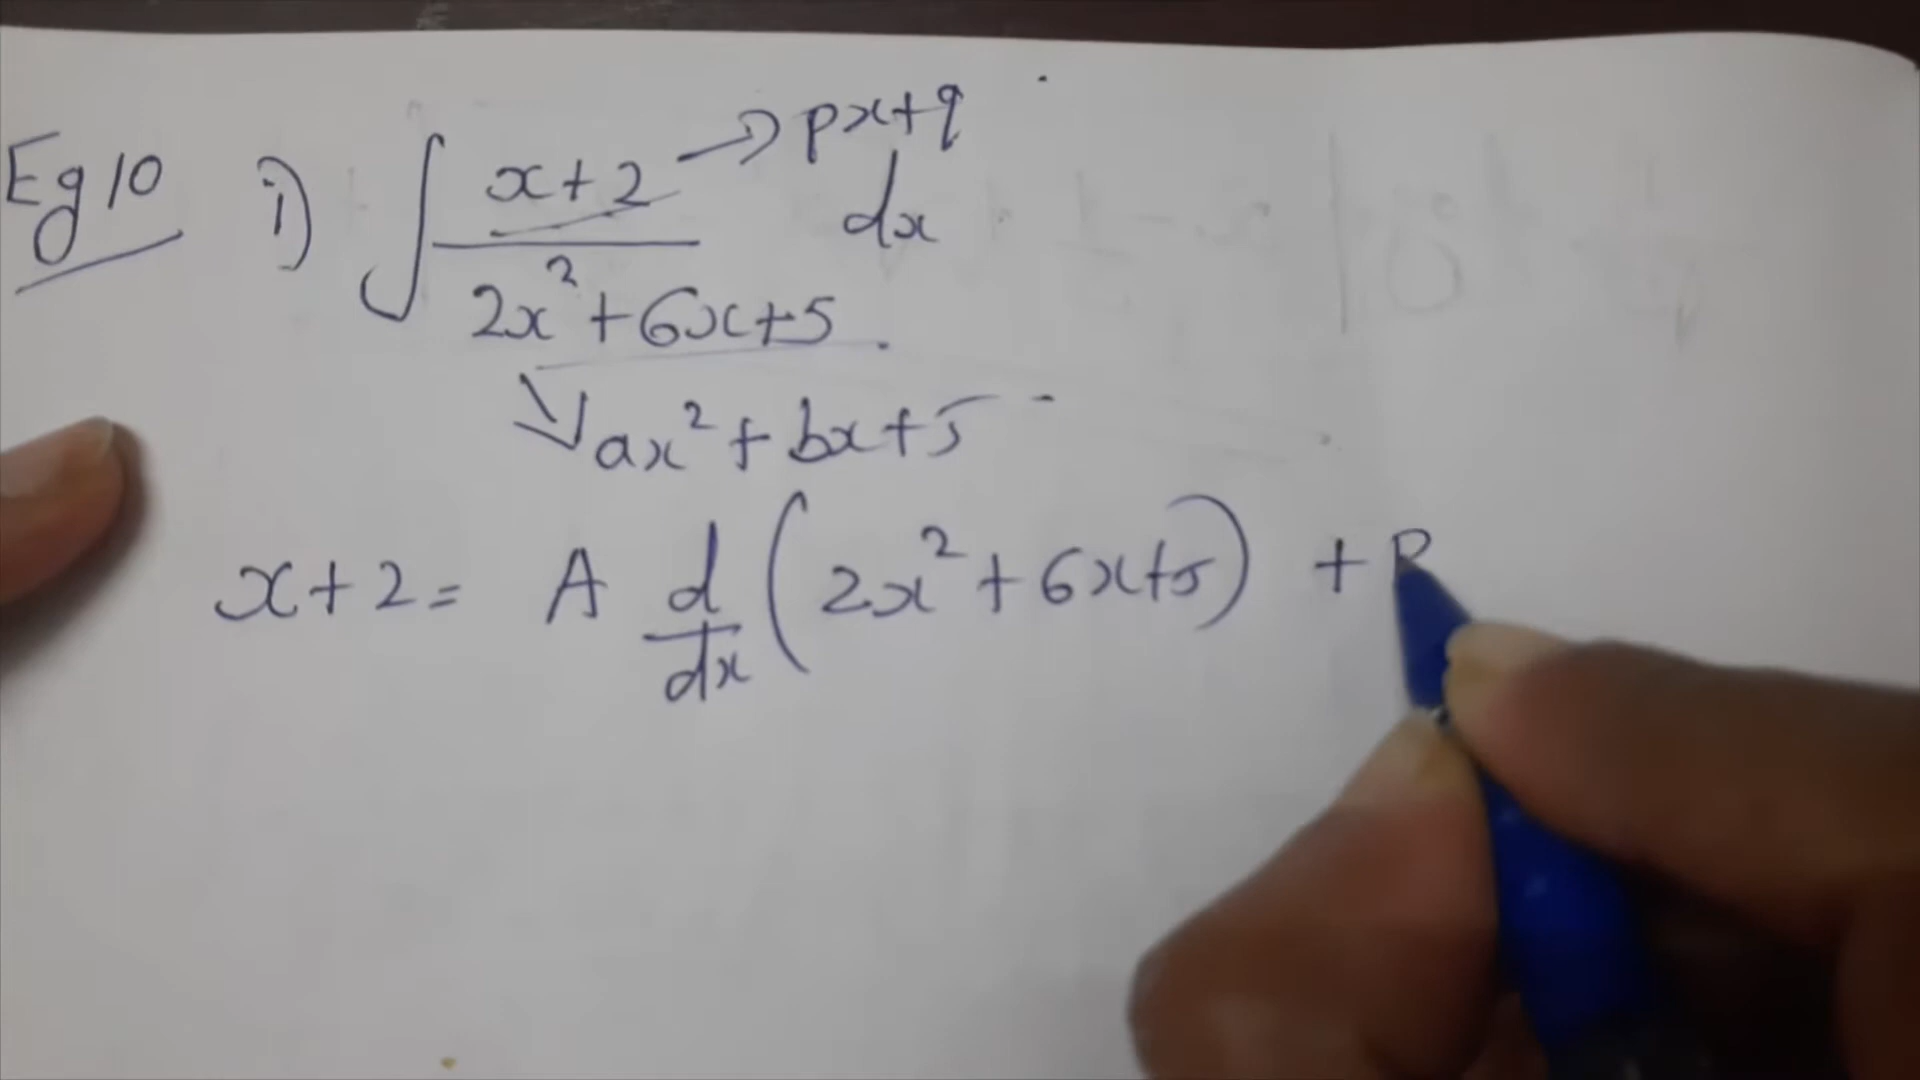 Eg 10 i) ∫ x+2 → px+q dx
2x²+6x+5
ax²+bx+5
x+2 = A d/dx (2x²+6x+5) + B